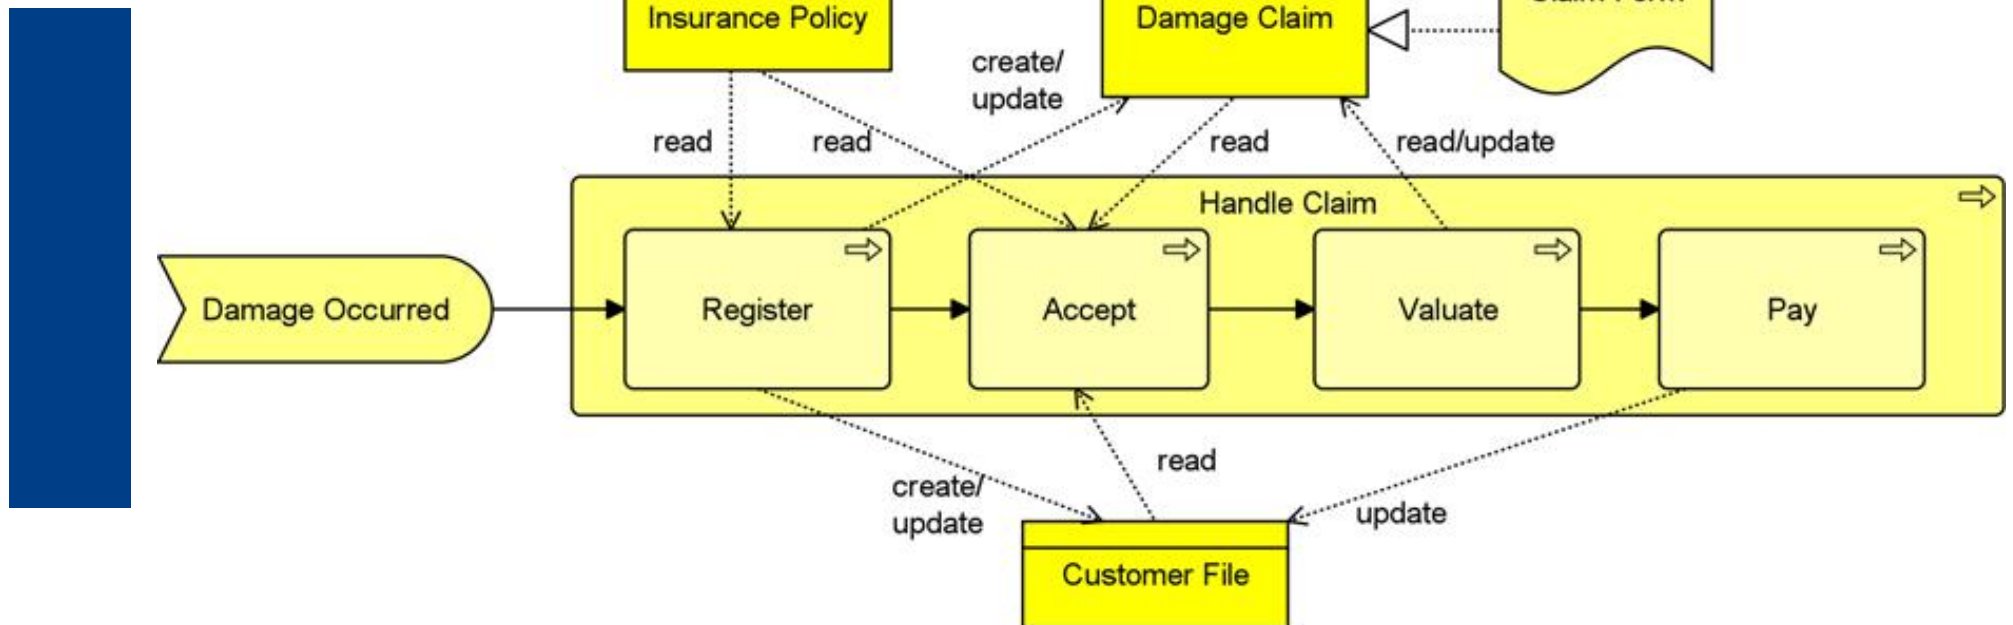 Insurance Policy
Damage Claim
create/
update
read
read
read
read/update
Handle Claim
Damage Occurred
Register
Accept
Valuate
Pay
read
create/
update
update
Customer File